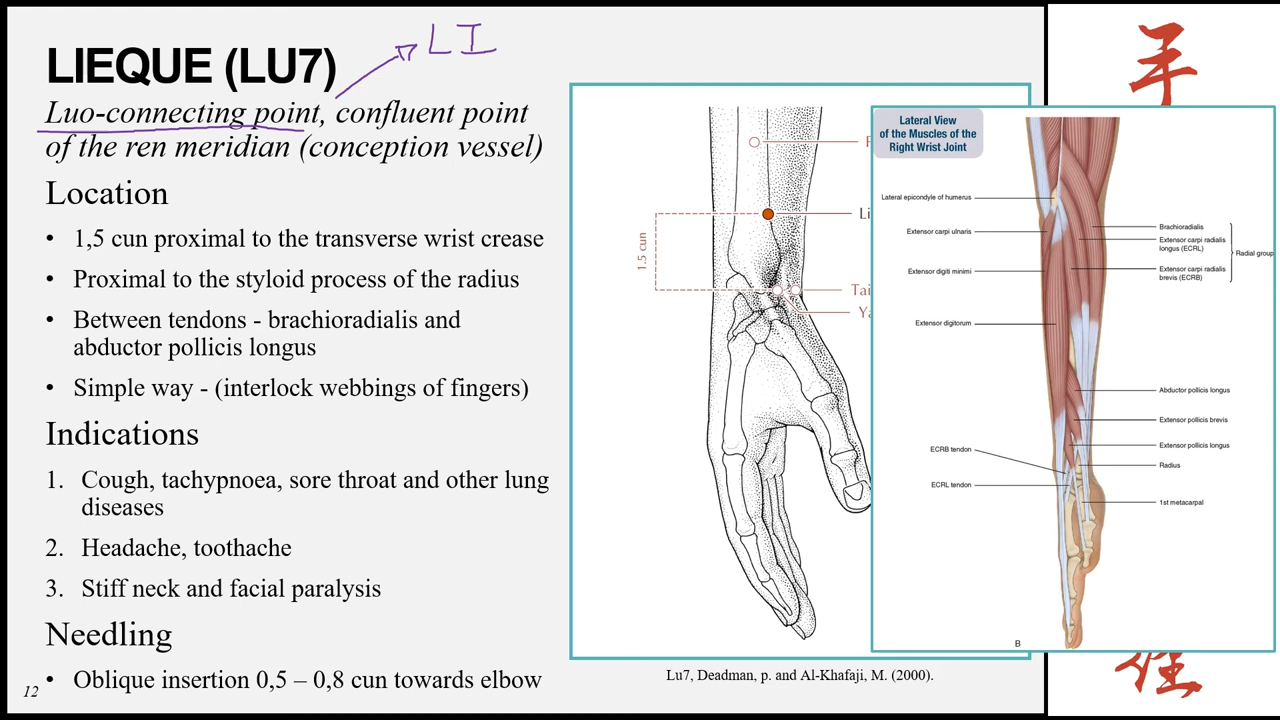 LIEQUE (LU7)
LI
Luo-connecting point, confluent point
of the ren meridian (conception vessel)
Location
• 1,5 cun proximal to the transverse wrist crease
• Proximal to the styloid process of the radius
• Between tendons - brachioradialis and
abductor pollicis longus
• Simple way - (interlock webbings of fingers)
Indications
1. Cough, tachypnoea, sore throat and other lung
diseases
2. Headache, toothache
3. Stiff neck and facial paralysis
Needling
• Oblique insertion 0,5 – 0,8 cun towards elbow
12
1.5 cun
Li
Tai
Lu7, Deadman, p. and Al-Khafaji, M. (2000).
Lateral View
of the Muscles of the
Right Wrist Joint
Lateral epicondyle of humerus
Extensor carpi ulnaris
Extensor digiti minimi
Extensor digitorum
ECRB tendon
ECRL tendon
Brachioradialis
Extensor carpi radialis
longus (ECRL)
Extensor carpi radialis
brevis (ECRB)
Radial group
Abductor pollicis longus
Extensor pollicis brevis
Extensor pollicis longus
Radius
1st metacarpal
B